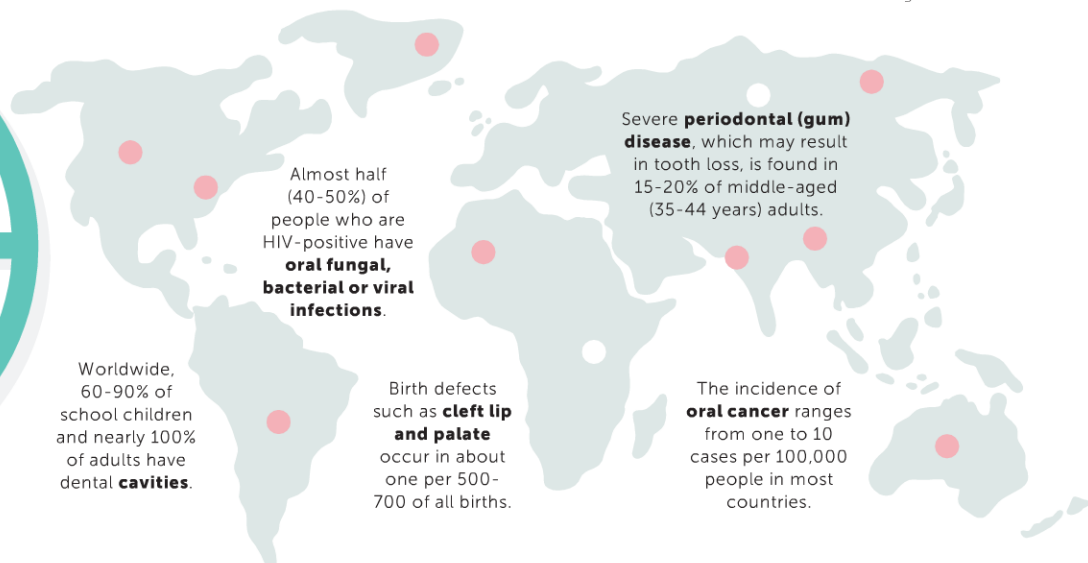 Severe periodontal (gum)
disease, which may result
in tooth loss, is found in
15-20% of middle-aged
(35-44 years) adults.
Almost half
(40-50%) of
people who are
HIV-positive have
oral fungal,
bacterial or viral
infections.
Worldwide,
60-90% of
school children
and nearly 100%
of adults have
dental cavities.
Birth defects
such as cleft lip
and palate
occur in about
one per 500-
700 of all births.
The incidence of
oral cancer ranges
from one to 10
cases per 100,000
people in most
countries.